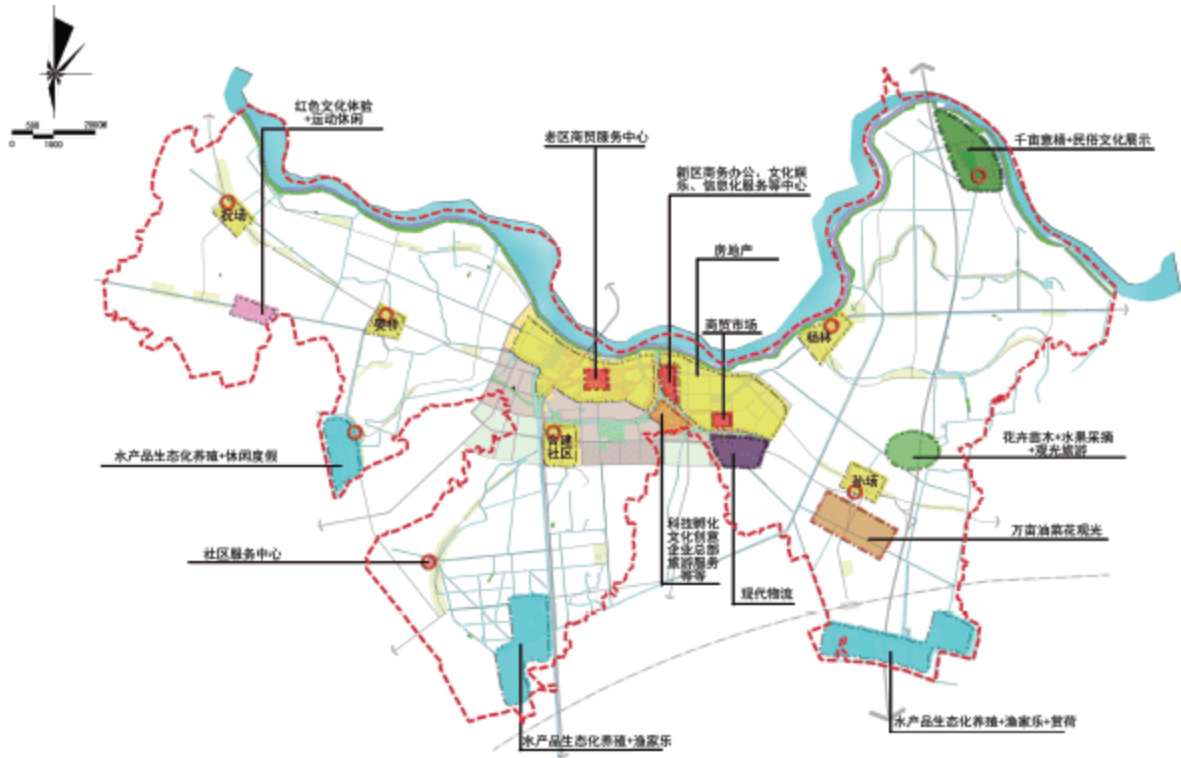 红色文化体验
+运动休闲
老区商贸服务中心
新区商务办公，文化娱
乐、信息化服务等中心
千亩意杨+民俗文化展示
500
2000M
0
1000
房地产
商贸市场
杨林
社区
花卉苗木+水果采摘
+观光旅游
水产品生态化养殖+休闲度假
孙场
万亩油菜花观光
科技孵化
文化创意
企业总部
旅游服务
等等
社区服务中心
现代物流
水产品生态化养殖+渔家乐+赏荷
水产品生态化养殖+渔家乐